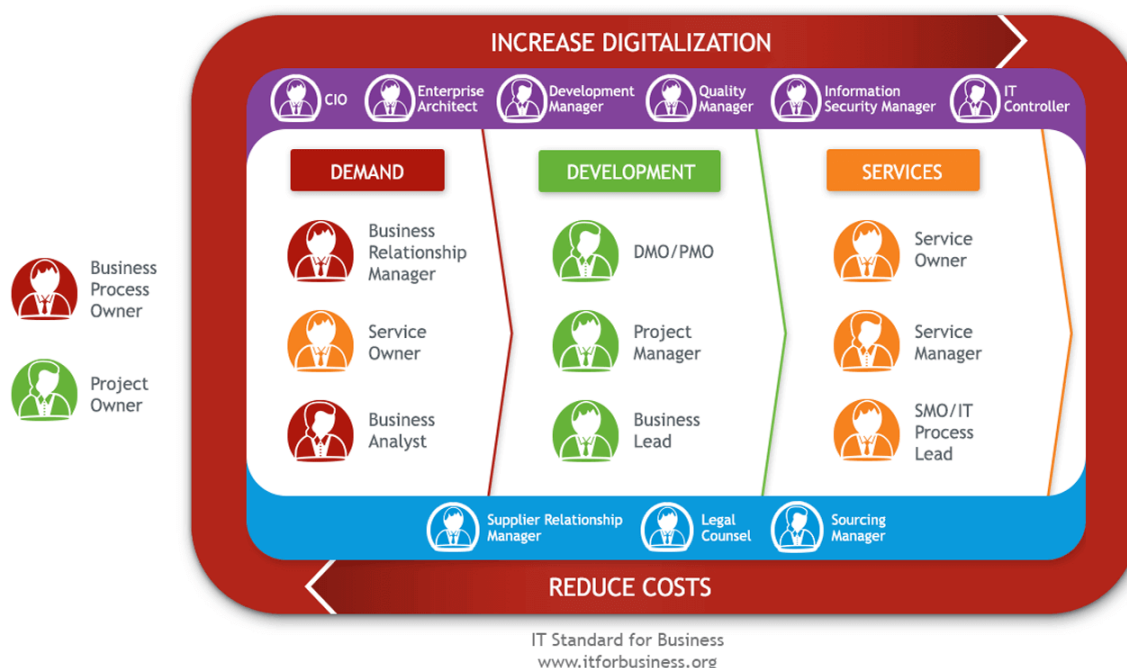 INCREASE DIGITALIZATION
CIO
Enterprise
Architect
Development
Manager
Quality
Manager
Information
Security Manager
IT
Controller
DEMAND
DEVELOPMENT
SERVICES
Business
Process
Owner
Project
Owner
Business
Relationship
Manager
Service
Owner
Business
Analyst
DMO/PMO
Project
Manager
Business
Lead
Service
Owner
Service
Manager
SMO/IT
Process
Lead
Supplier Relationship
Manager
Legal
Counsel
Sourcing
Manager
REDUCE COSTS
IT Standard for Business
www.itforbusiness.org